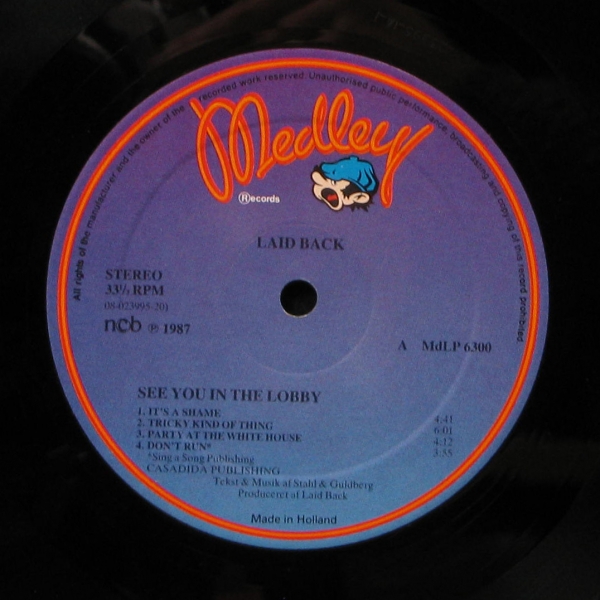 All rights of the manufacturer and the owner of the recorded work reserved. Unauthorised public performance, broadcasting and copying of this record prohibited.
Medley
Records
LAID BACK
STEREO
33⅓ RPM
08-023995-201
ncb ℗ 1987
A MdLP 6300
SEE YOU IN THE LOBBY
1. IT'S A SHAME 4:41
2. TRICKY KIND OF THING 6:01
3. PARTY AT THE WHITE HOUSE 4:12
4. DON'T RUN* 3:55
*Sing a Song Publishing
CASADIDA PUBLISHING
Tekst & Musik af Stahl & Guldberg
Produceret af Laid Back
Made in Holland